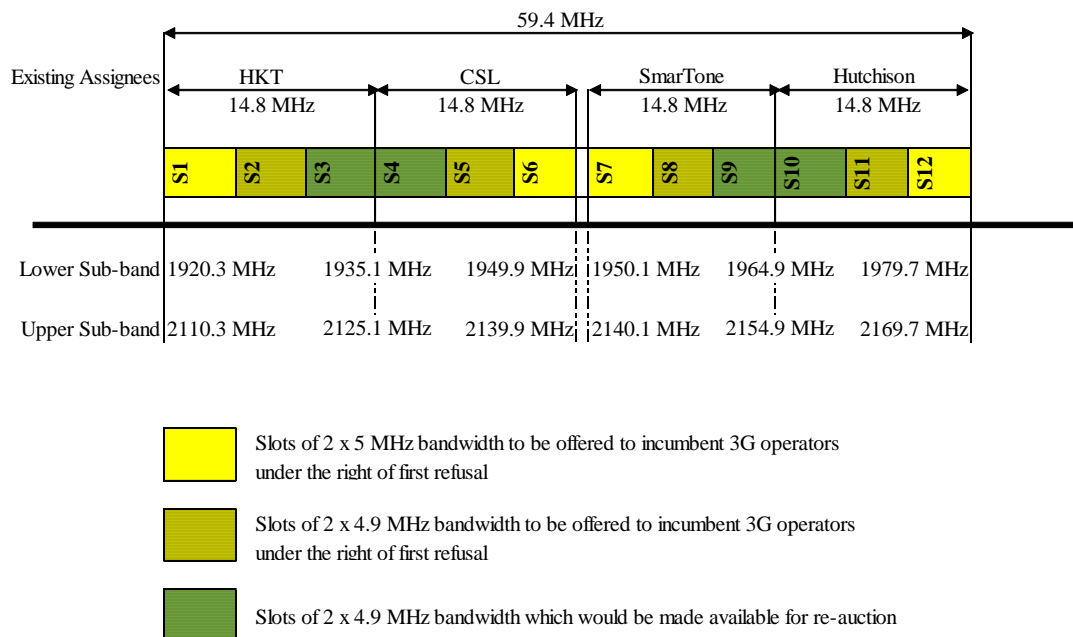 59.4 MHz
Existing Assignees HKT CSL SmarTone Hutchison
14.8 MHz 14.8 MHz 14.8 MHz 14.8 MHz
S1 S2 S3 S4 S5 S6 S7 S8 S9 S10 S11 S12
Lower Sub-band 1920.3 MHz 1935.1 MHz 1949.9 MHz 1950.1 MHz 1964.9 MHz 1979.7 MHz
Upper Sub-band 2110.3 MHz 2125.1 MHz 2139.9 MHz 2140.1 MHz 2154.9 MHz 2169.7 MHz
Slots of 2 x 5 MHz bandwidth to be offered to incumbent 3G operators
under the right of first refusal
Slots of 2 x 4.9 MHz bandwidth to be offered to incumbent 3G operators
under the right of first refusal
Slots of 2 x 4.9 MHz bandwidth which would be made available for re-auction